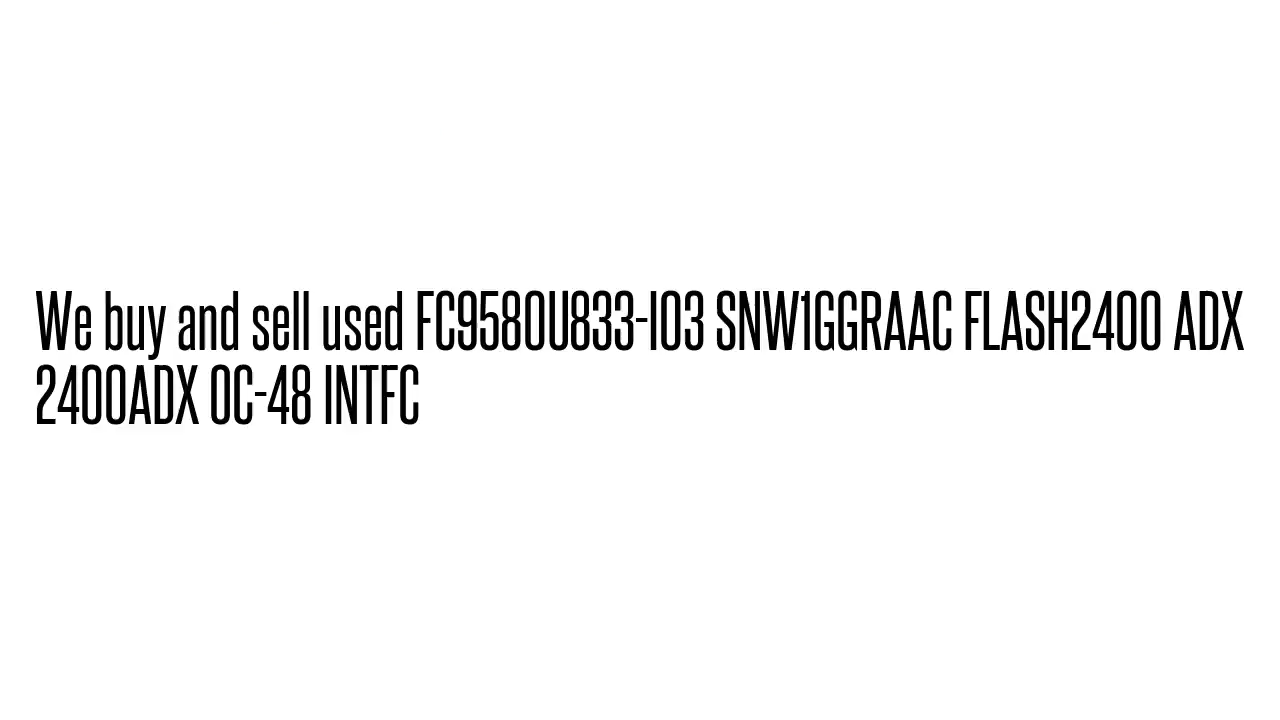 We buy and sell used FC9580U833-I03 SNW1GGRAAC FLASH2400 ADX
2400ADX OC-48 INTFC